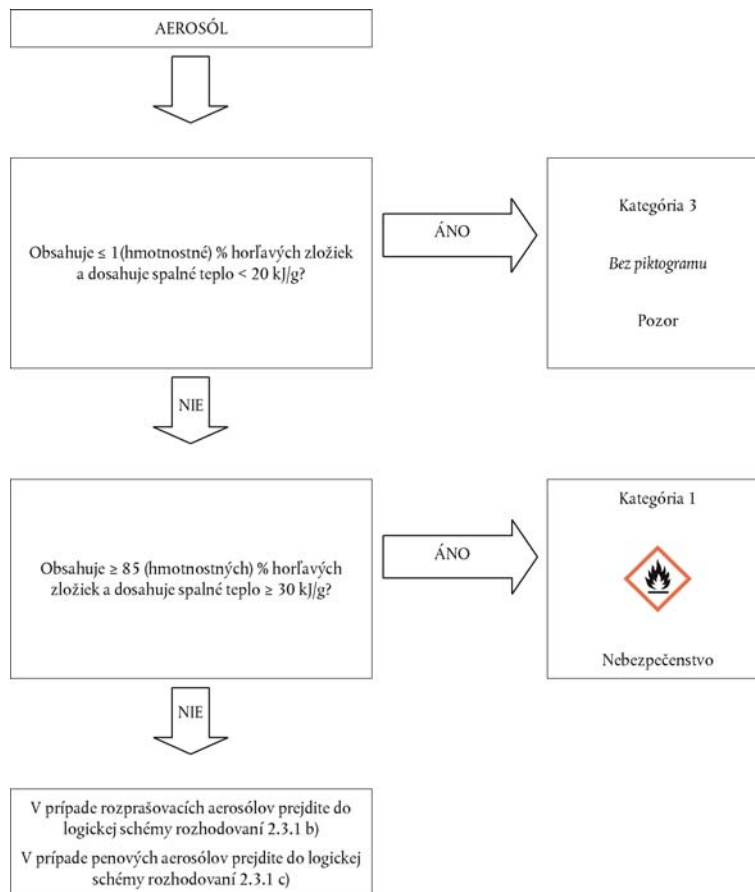 AEROSÓL
Obsahuje ≤ 1(hmotnostné) % horľavých zložiek
a dosahuje spalné teplo < 20 kJ/g?
ÁNO
Kategória 3
Bez piktogramu
Pozor
NIE
Obsahuje ≥ 85 (hmotnostných) % horľavých
zložiek a dosahuje spalné teplo ≥ 30 kJ/g?
ÁNO
Kategória 1
Nebezpečenstvo
NIE
V prípade rozprašovacích aerosólov prejdite do
logickej schémy rozhodovaní 2.3.1 b)
V prípade penových aerosólov prejdite do logickej
schémy rozhodovaní 2.3.1 c)